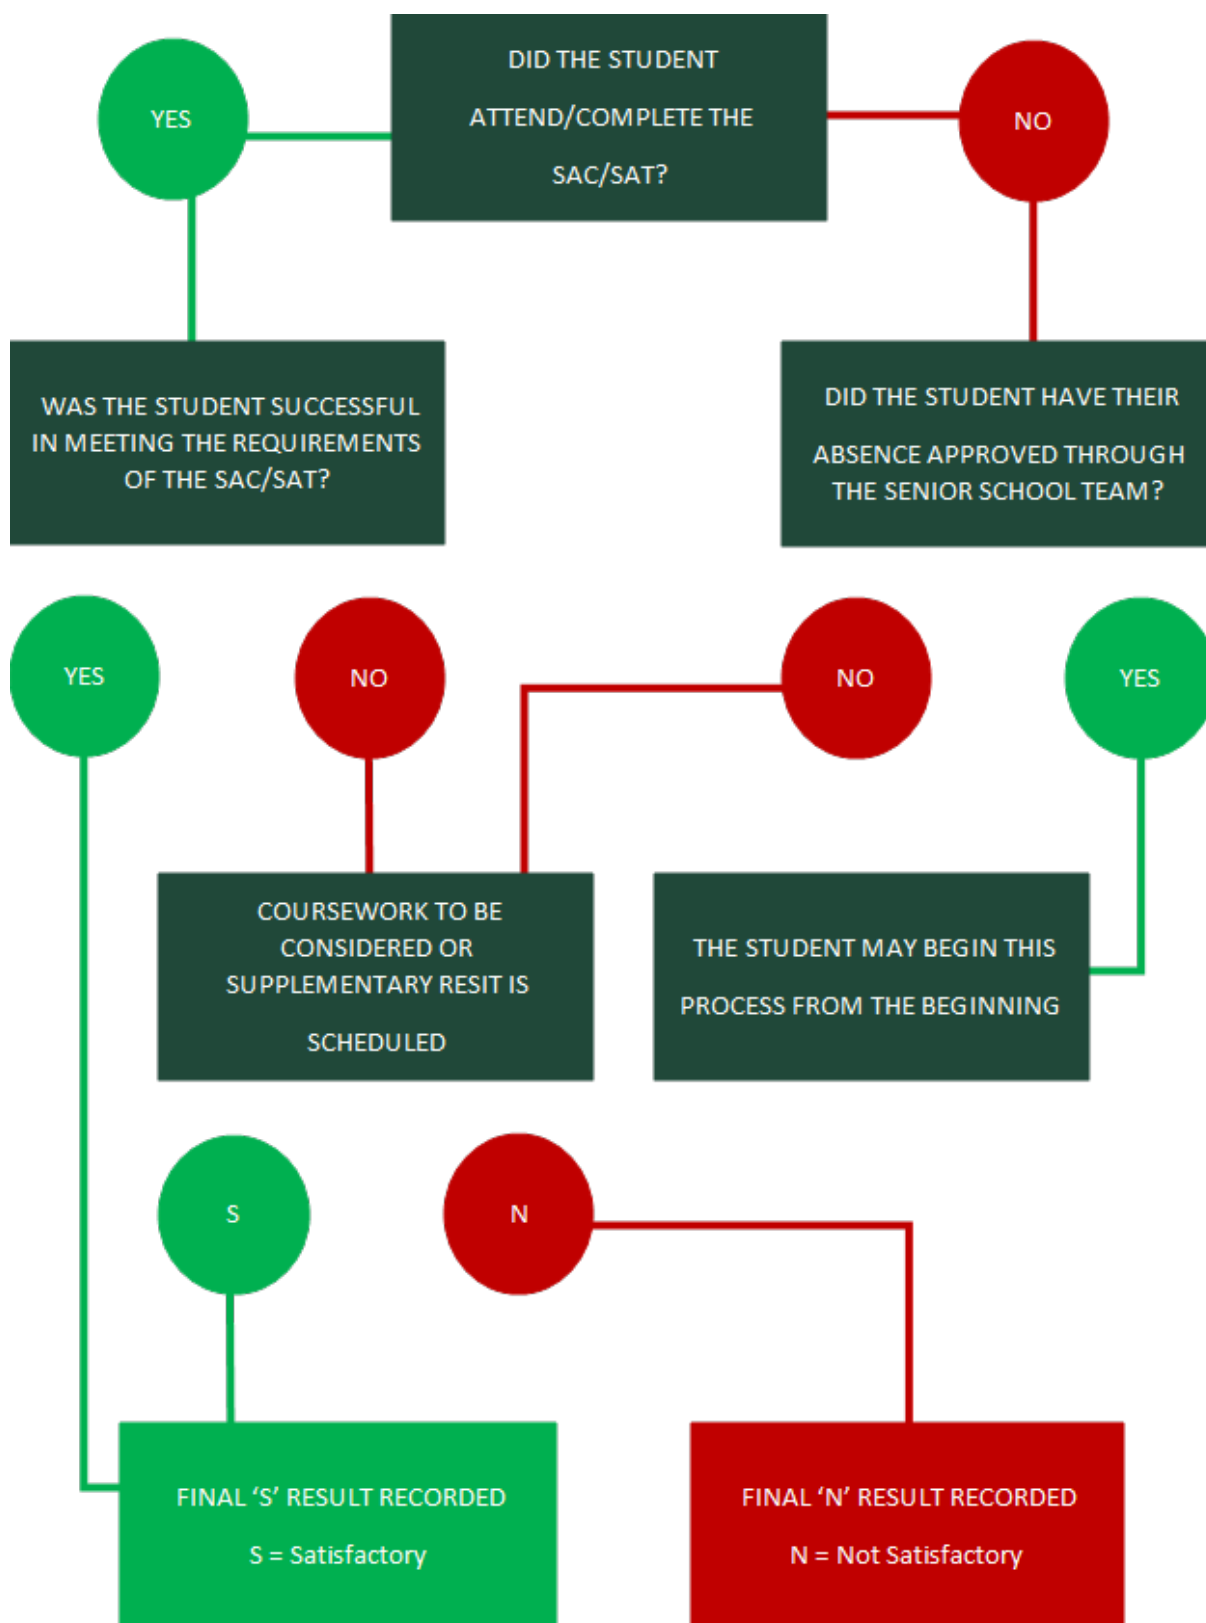 DID THE STUDENT
ATTEND/COMPLETE THE
SAC/SAT?
YES
NO
WAS THE STUDENT SUCCESSFUL
IN MEETING THE REQUIREMENTS
OF THE SAC/SAT?
DID THE STUDENT HAVE THEIR
ABSENCE APPROVED THROUGH
THE SENIOR SCHOOL TEAM?
YES
NO
NO
YES
COURSEWORK TO BE
CONSIDERED OR
SUPPLEMENTARY RESIT IS
SCHEDULED
THE STUDENT MAY BEGIN THIS
PROCESS FROM THE BEGINNING
S
N
FINAL ‘S’ RESULT RECORDED
S = Satisfactory
FINAL ‘N’ RESULT RECORDED
N = Not Satisfactory